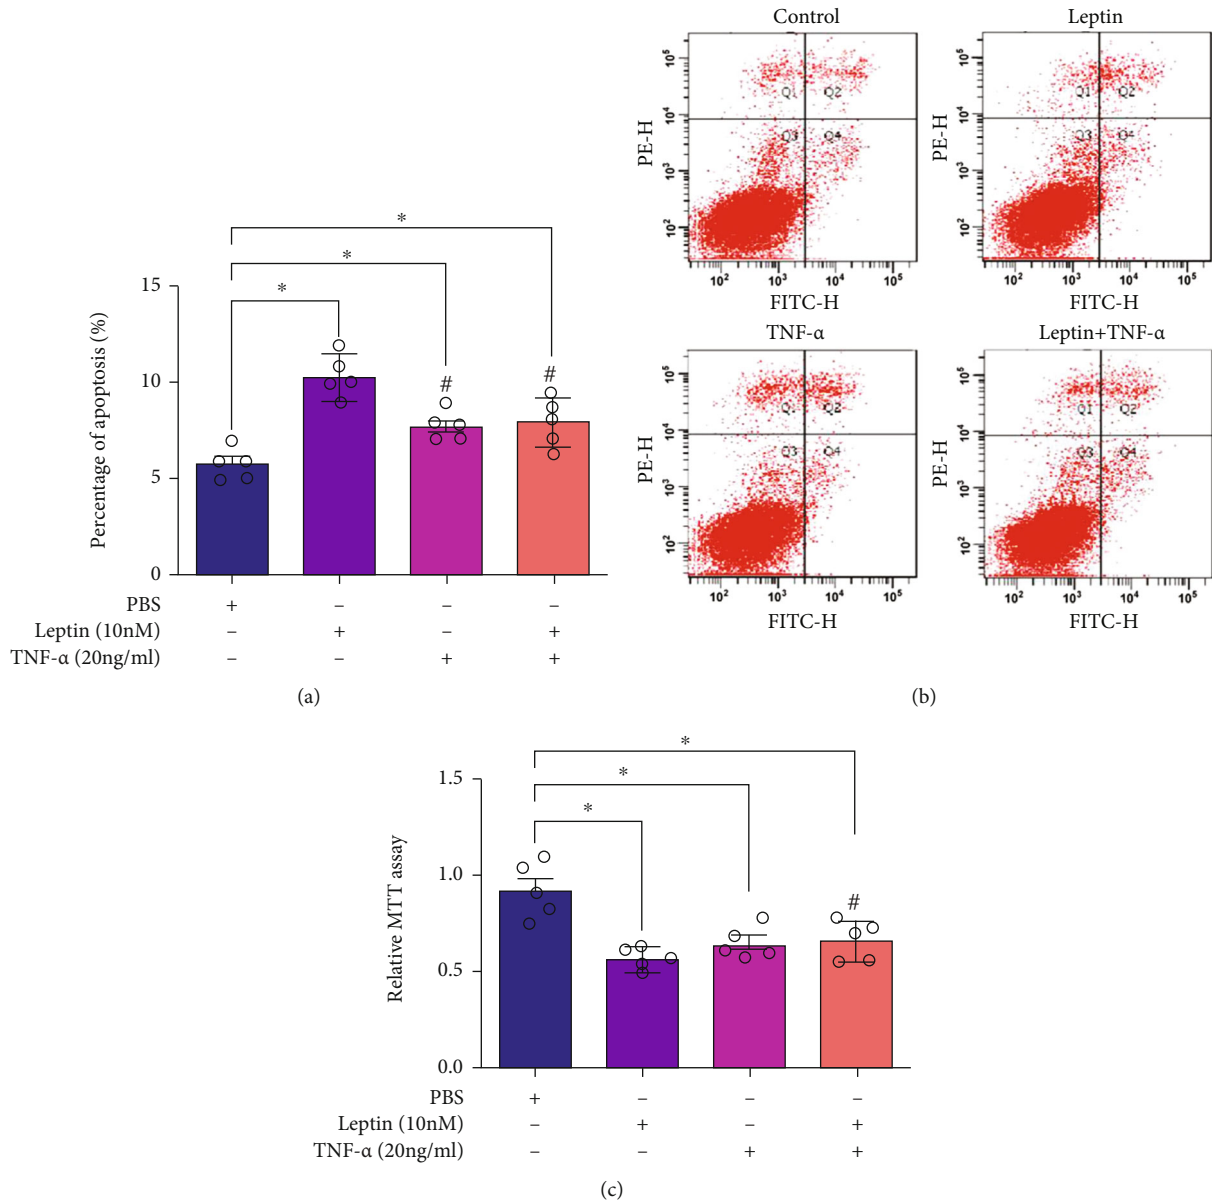 *
*
*
#
#
Percentage of apoptosis (%)
15
10
5
0
PBS + – – –
Leptin (10nM) – + – +
TNF-α (20ng/ml) – – + +
(a)
Control
Leptin
PE-H
10⁵
10⁴
10³
10²
Q1 Q2
Q3 Q4
10² 10³ 10⁴ 10⁵
FITC-H
PE-H
10⁵
10⁴
10³
10²
Q1 Q2
Q3 Q4
10² 10³ 10⁴ 10⁵
FITC-H
TNF-α
Leptin+TNF-α
PE-H
10⁵
10⁴
10³
10²
Q1 Q2
Q3 Q4
10² 10³ 10⁴ 10⁵
FITC-H
PE-H
10⁵
10⁴
10³
10²
Q1 Q2
Q3 Q4
10² 10³ 10⁴ 10⁵
FITC-H
(b)
*
*
*
#
Relative MTT assay
1.5
1.0
0.5
0.0
PBS + – – –
Leptin (10nM) – + – +
TNF-α (20ng/ml) – – + +
(c)